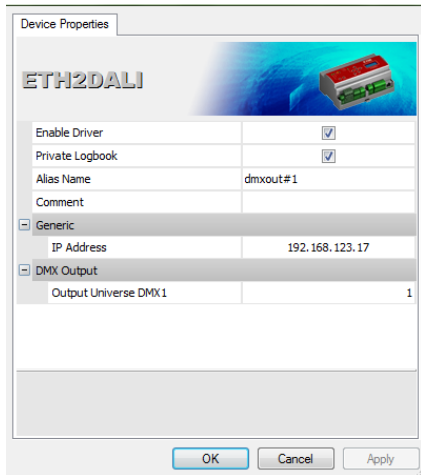 Device Properties
ETH2DALI
Enable Driver
Private Logbook
Alias Name dmxout#1
Comment
Generic
IP Address 192.168.123.17
DMX Output
Output Universe DMX1 1
OK Cancel Apply